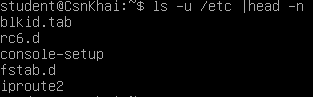 student@CsnKhai:~$ ls -u /etc |head -n
blkid.tab
rc6.d
console-setup
fstab.d
iproute2